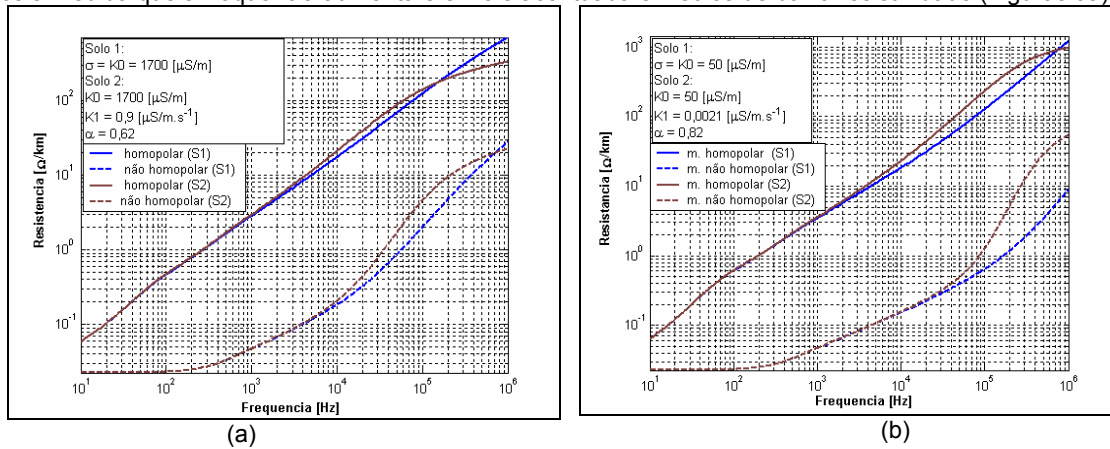 Solo 1:
σ = K0 = 1700 [µS/m]
Solo 2:
K0 = 1700 [µS/m]
K1 = 0,9 [µS/m.s⁻¹]
α = 0,62
homopolar (S1)
não homopolar (S1)
homopolar (S2)
não homopolar (S2)
10²
10¹
10⁰
10⁻¹
Resistencia [Ω/km]
10¹ 10² 10³ 10⁴ 10⁵ 10⁶
Frequencia [Hz]
(a)
Solo 1:
σ = K0 = 50 [µS/m]
Solo 2:
K0 = 50 [µS/m]
K1 = 0,0021 [µS/m.s⁻¹]
α = 0,82
m. homopolar (S1)
m. não homopolar (S1)
m. homopolar (S2)
m. não homopolar (S2)
10³
10²
10¹
10⁰
10⁻¹
Resistancia [Ω/km]
10¹ 10² 10³ 10⁴ 10⁵ 10⁶
Frequencia [Hz]
(b)